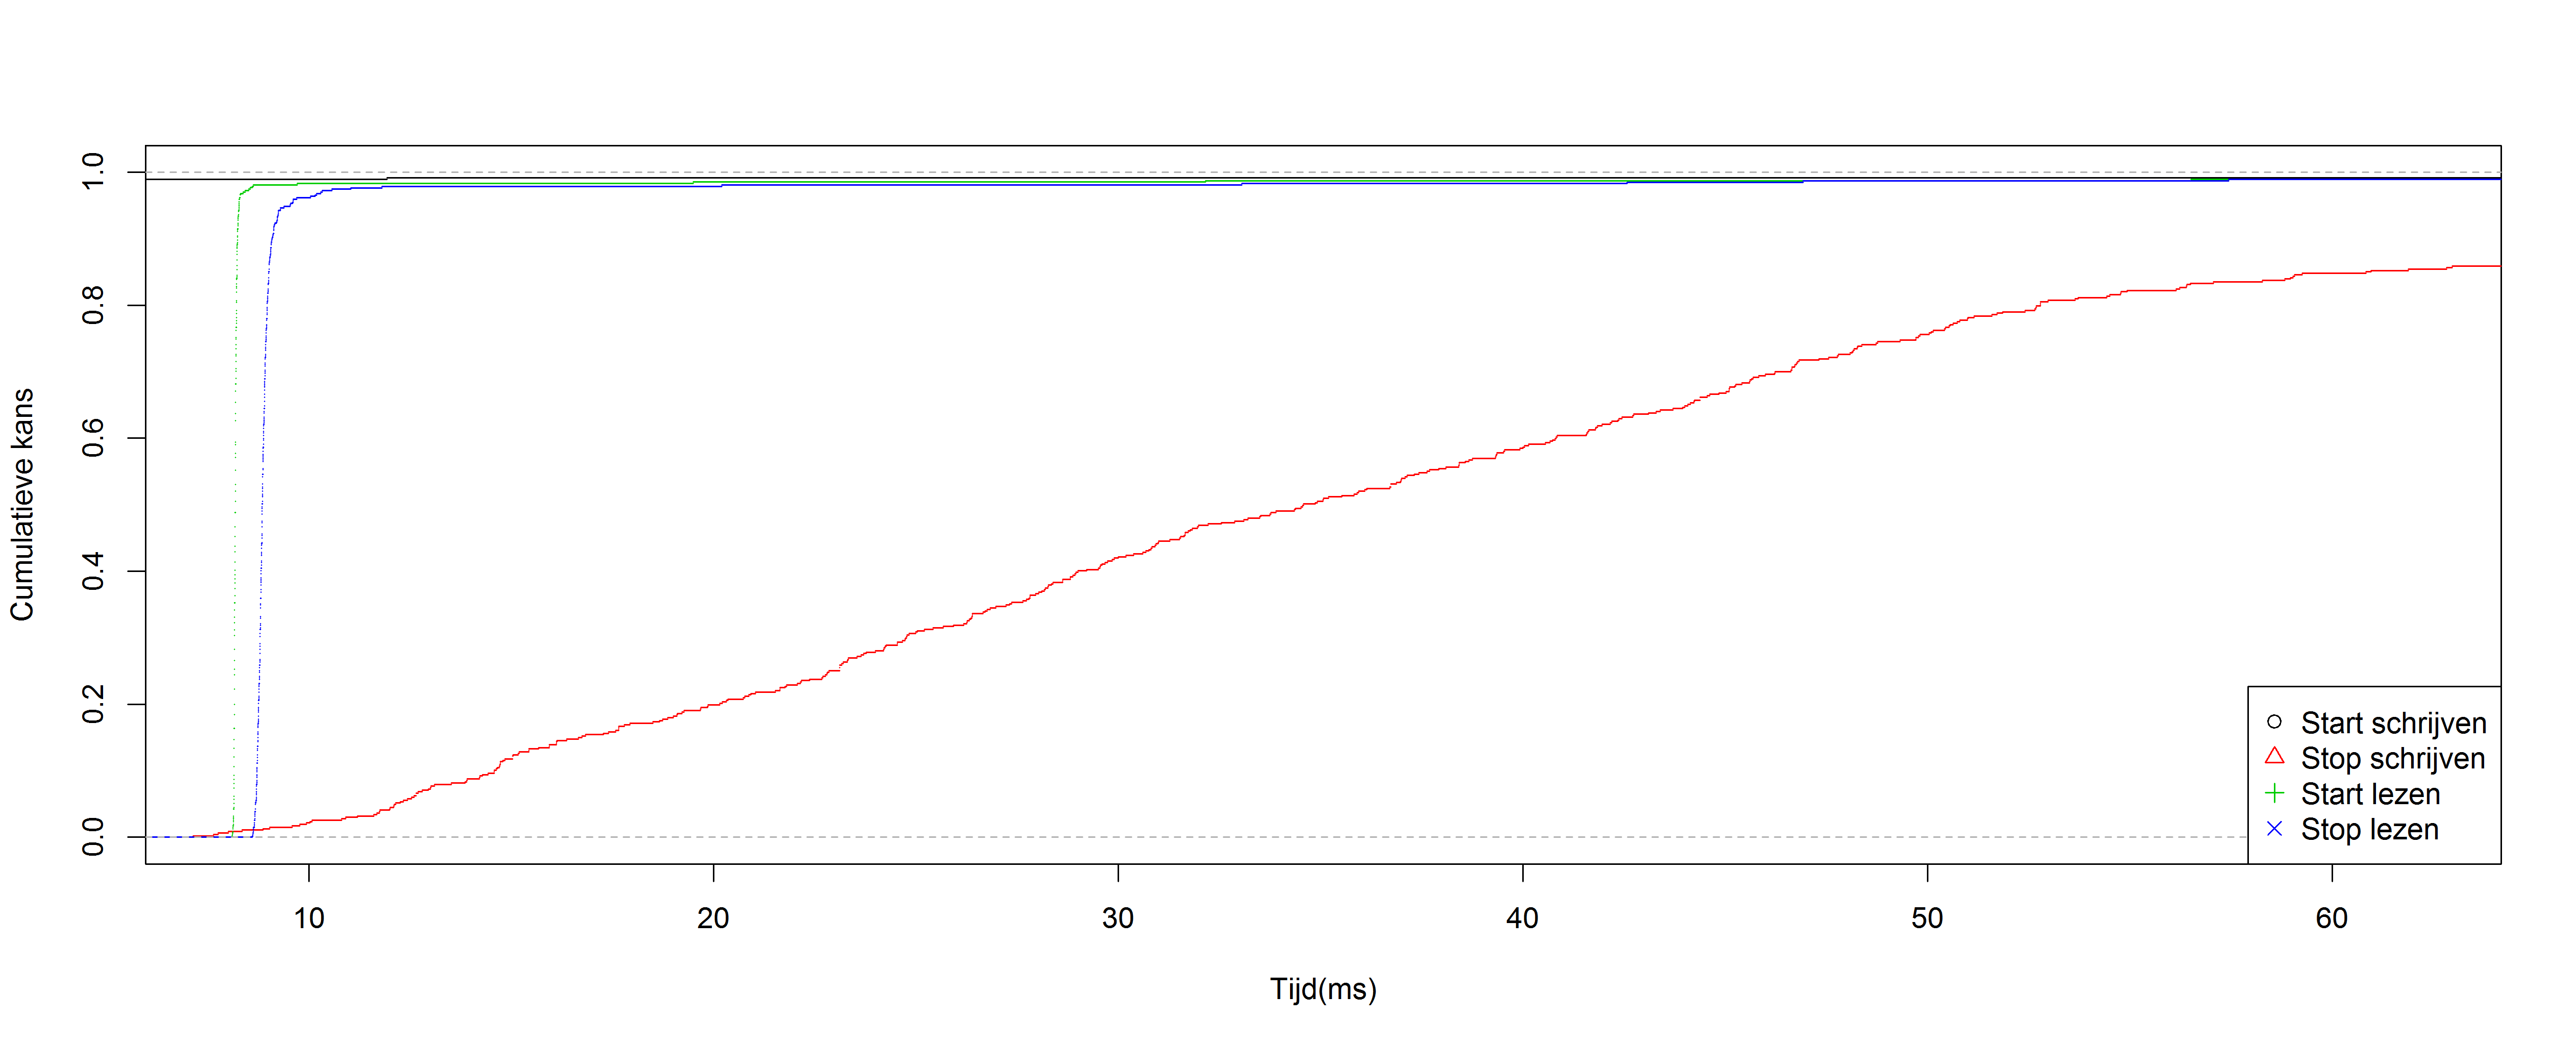 Cumulatieve kans
1.0
0.8
0.6
0.4
0.2
0.0
10 20 30 40 50 60
Tijd(ms)
Start schrijven
Stop schrijven
Start lezen
Stop lezen